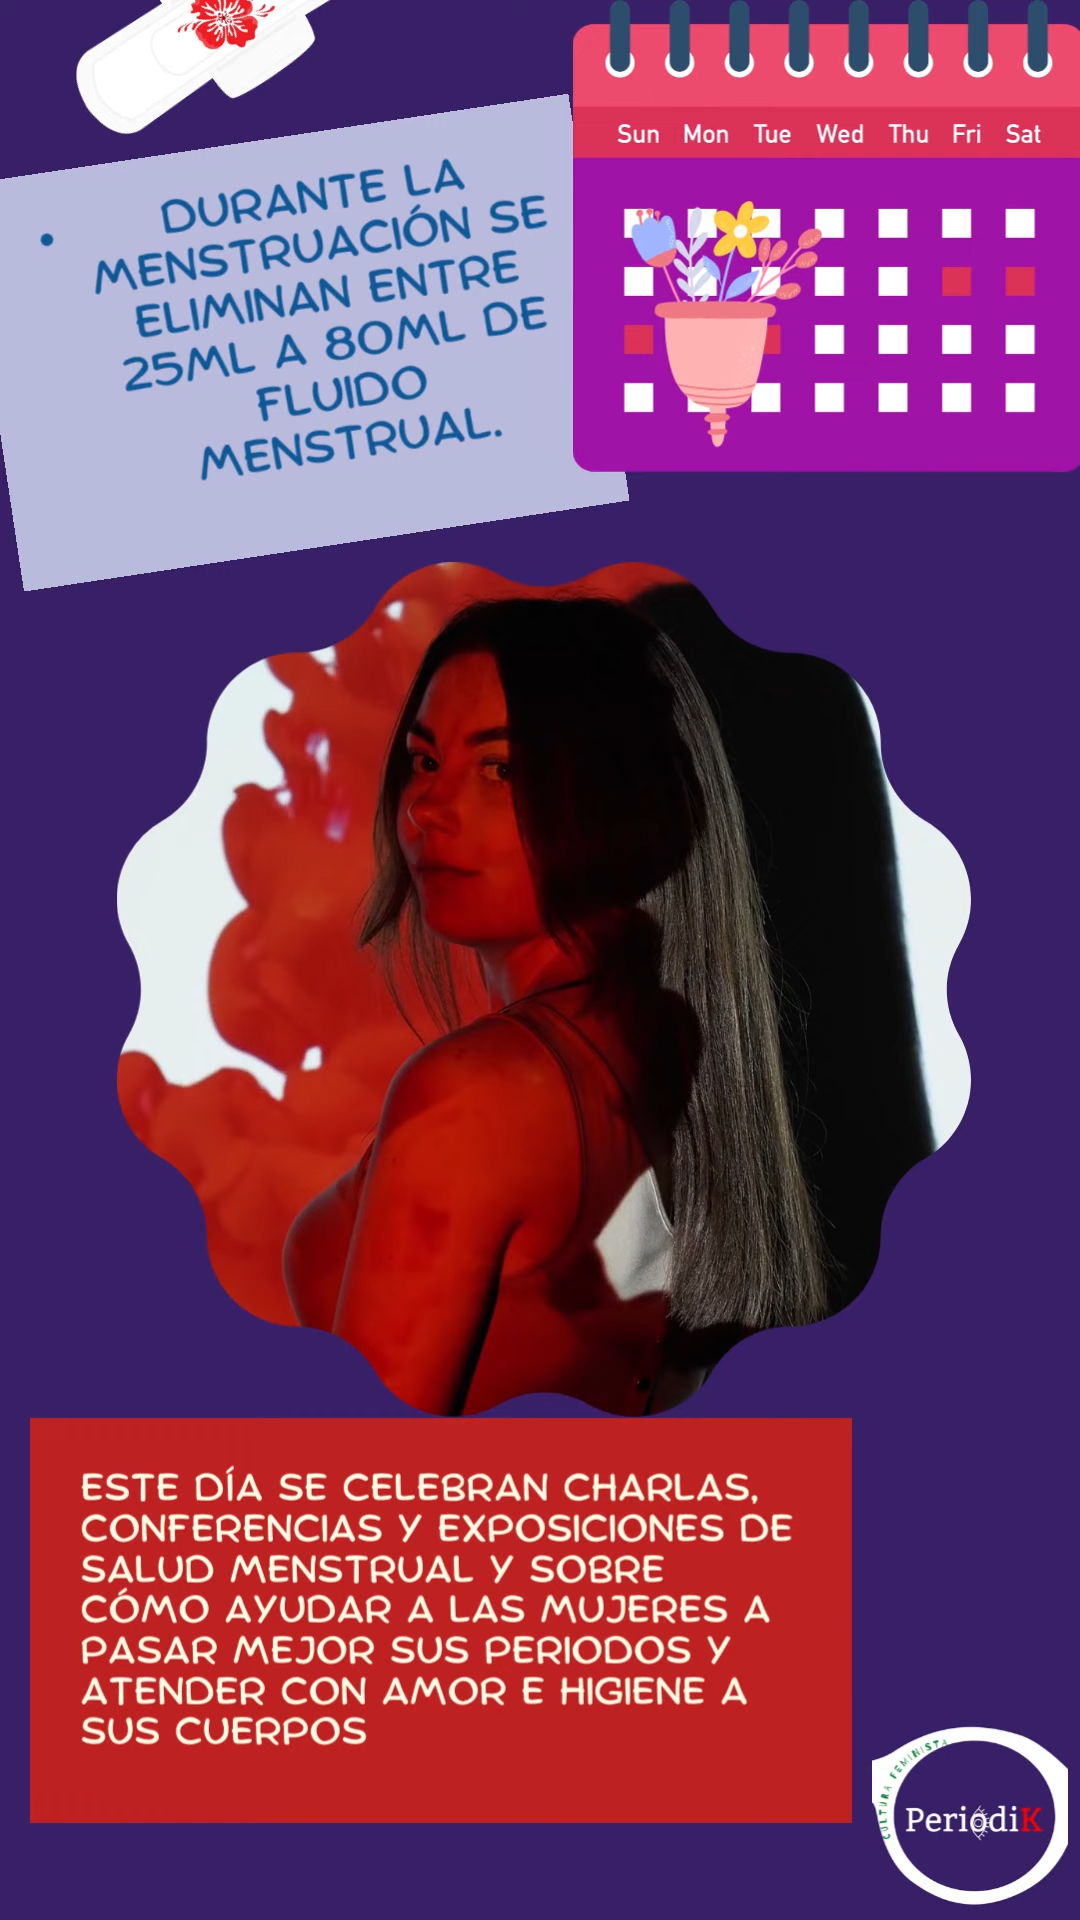 DURANTE LA
• MENSTRUACIÓN SE
ELIMINAN ENTRE
25ML A 80ML DE
FLUIDO
MENSTRUAL.
Sun Mon Tue Wed Thu Fri Sat
ESTE DÍA SE CELEBRAN CHARLAS,
CONFERENCIAS Y EXPOSICIONES DE
SALUD MENSTRUAL Y SOBRE
CÓMO AYUDAR A LAS MUJERES A
PASAR MEJOR SUS PERIODOS Y
ATENDER CON AMOR E HIGIENE A
SUS CUERPOS
CULTURA FEMINISTA
PeriodiK